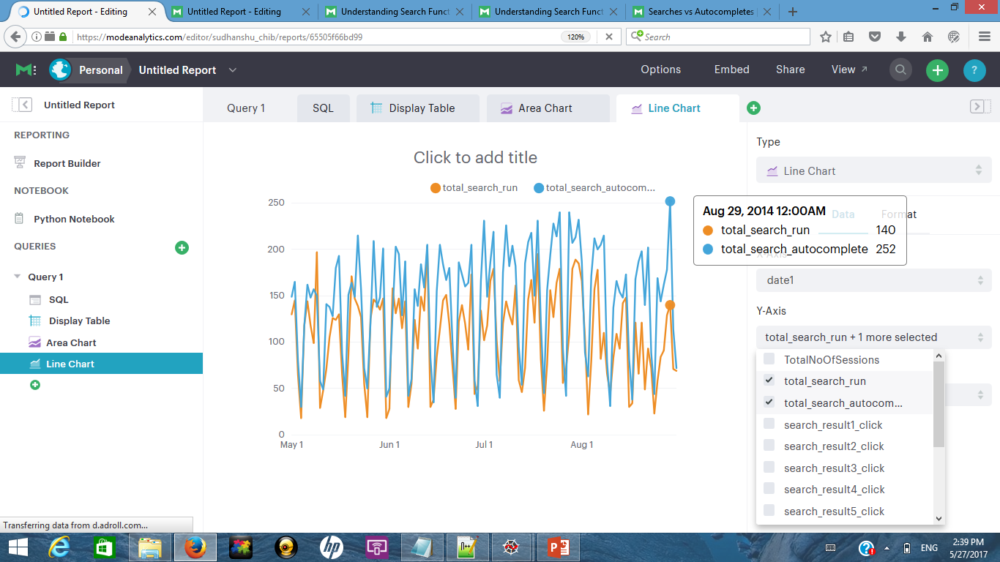 Untitled Report - Editing
Untitled Report - Editing
Understanding Search Funct
Understanding Search Funct
Searches vs Autocompletes
https://modeanalytics.com/editor/sudhanshu_chib/reports/65505f66bd99
120%
Search
Personal
Untitled Report
Options
Embed
Share
View
?
Untitled Report
Query 1
SQL
Display Table
Area Chart
Line Chart
REPORTING
Report Builder
NOTEBOOK
Python Notebook
QUERIES
Query 1
SQL
Display Table
Area Chart
Line Chart
Click to add title
total_search_run
total_search_autocom...
250
200
150
100
50
0
May 1
Jun 1
Jul 1
Aug 1
Type
Line Chart
Data
Format
Aug 29, 2014 12:00AM
total_search_run 140
total_search_autocomplete 252
X-Axis
date1
Y-Axis
total_search_run + 1 more selected
TotalNoOfSessions
total_search_run
total_search_autocom...
search_result1_click
search_result2_click
search_result3_click
search_result4_click
search_result5_click
Transferring data from d.adroll.com...
ENG
2:39 PM
5/27/2017